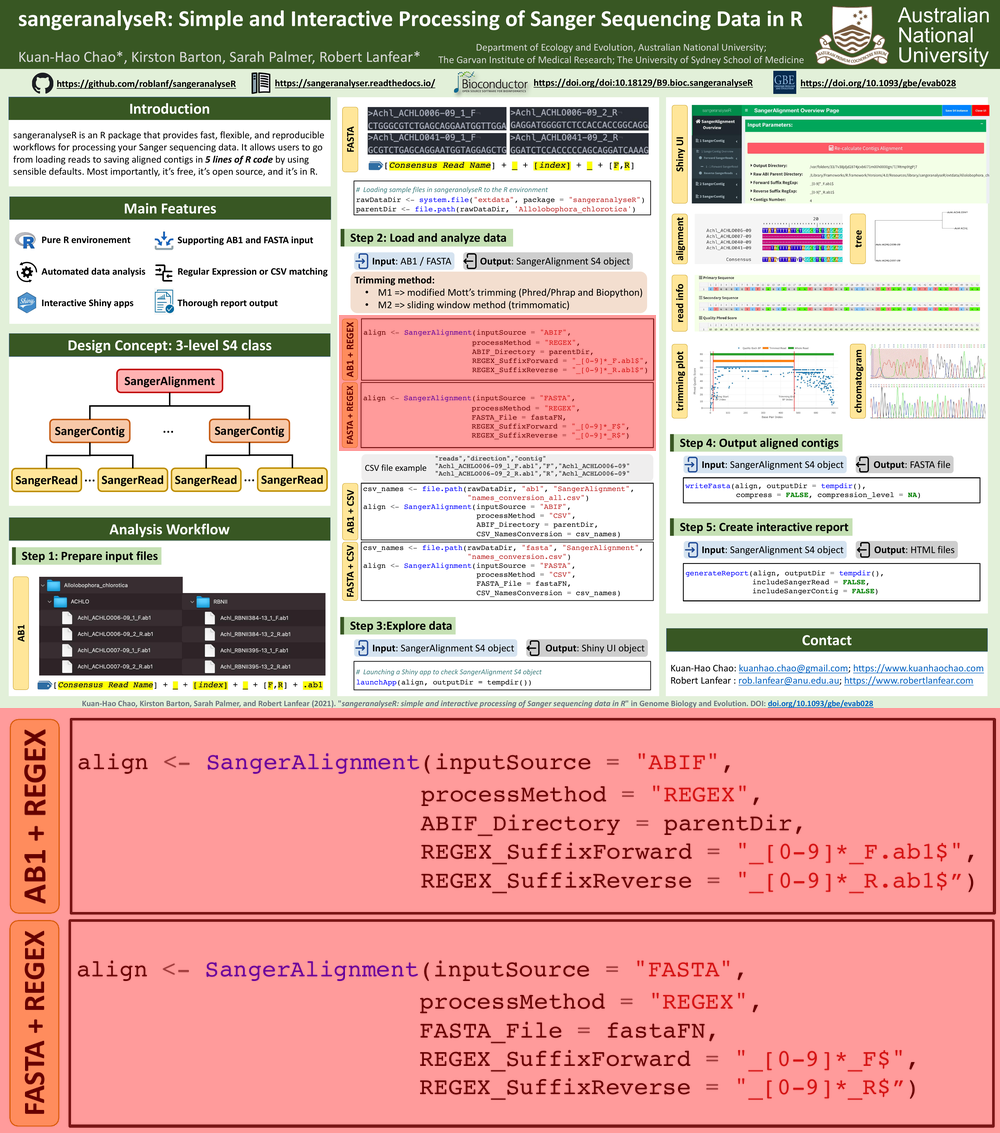 sangeranalyseR: Simple and Interactive Processing of Sanger Sequencing Data in R
Kuan-Hao Chao*, Kirston Barton, Sarah Palmer, Robert Lanfear*
Department of Ecology and Evolution, Australian National University;
The Garvan Institute of Medical Research; The University of Sydney School of Medicine
Australian
National
University
https://github.com/roblanf/sangeranalyseR
https://sangeranalyser.readthedocs.io/
Bioconductor
https://doi.org/doi:10.18129/B9.bioc.sangeranalyseR
GBE
https://doi.org/10.1093/gbe/evab028
Introduction
sangeranalyseR is an R package that provides fast, flexible, and reproducible
workflows for processing your Sanger sequencing data. It allows users to go
from loading reads to saving aligned contigs in 5 lines of R code by using
sensible defaults. Most importantly, it's free, it's open source, and it's in R.
Main Features
Pure R environement
Supporting AB1 and FASTA input
Automated data analysis
Regular Expression or CSV matching
Interactive Shiny apps
Thorough report output
Design Concept: 3-level S4 class
SangerAlignment
SangerContig ... SangerContig
SangerRead ... SangerRead SangerRead ... SangerRead
Analysis Workflow
Step 1: Prepare input files
AB1
Allolobophora_chlorotica
ACHLO
RBNII
Achl_ACHLO006-09_1_F.ab1
Achl_RBNII384-13_1_F.ab1
Achl_ACHLO006-09_2_R.ab1
Achl_RBNII384-13_2_R.ab1
Achl_ACHLO007-09_1_F.ab1
Achl_RBNII395-13_1_F.ab1
Achl_ACHLO007-09_2_R.ab1
Achl_RBNII395-13_2_R.ab1
[Consensus Read Name] + _ + [index] + _ + [F,R] + .ab1
FASTA
>Achl_ACHLO006-09_1_F
CTGGGCGTCTGAGCAGGAATGGTTGGA
>Achl_ACHLO006-09_2_R
GAGGATGGGGTCTCCACCACCGGCAGG
>Achl_ACHLO041-09_1_F
GCGTCTGAGCAGGAATGGTAGGAGCTG
>Achl_ACHLO041-09_2_R
GGATCTCCACCCCCAGCAGGATCAAAG
[Consensus Read Name] + _ + [index] + _ + [F,R]
# Loading sample files in sangeranalyseR to the R environment
rawDataDir <- system.file("extdata", package = "sangeranalyseR")
parentDir <- file.path(rawDataDir, 'Allolobophora_chlorotica')
Step 2: Load and analyze data
Input: AB1 / FASTA
Output: SangerAlignment S4 object
Trimming method:
• M1 => modified Mott's trimming (Phred/Phrap and Biopython)
• M2 => sliding window method (trimmomatic)
AB1 + REGEX
align <- SangerAlignment(inputSource = "ABIF",
processMethod = "REGEX",
ABIF_Directory = parentDir,
REGEX_SuffixForward = "_[0-9]*_F.ab1$",
REGEX_SuffixReverse = "_[0-9]*_R.ab1$")
FASTA + REGEX
align <- SangerAlignment(inputSource = "FASTA",
processMethod = "REGEX",
FASTA_File = fastaFN,
REGEX_SuffixForward = "_[0-9]*_F$",
REGEX_SuffixReverse = "_[0-9]*_R$")
CSV file example
"reads","direction","contig"
"Achl_ACHLO006-09_1_F.ab1","F","Achl_ACHLO006-09"
"Achl_ACHLO006-09_2_R.ab1","R","Achl_ACHLO006-09"
AB1 + CSV
csv_names <- file.path(rawDataDir, "ab1", "SangerAlignment",
"names_conversion_all.csv")
align <- SangerAlignment(inputSource = "ABIF",
processMethod = "CSV",
ABIF_Directory = parentDir,
CSV_NamesConversion = csv_names)
FASTA + CSV
csv_names <- file.path(rawDataDir, "fasta", "SangerAlignment",
"names_conversion.csv")
align <- SangerAlignment(inputSource = "FASTA",
processMethod = "CSV",
FASTA_File = fastaFN,
CSV_NamesConversion = csv_names)
Step 3:Explore data
Input: SangerAlignment S4 object
Output: Shiny UI object
# Launching a Shiny app to check SangerAlignment S4 object
launchApp(align, outputDir = tempdir())
Shiny UI
SangerAlignment Overview Page
SangerAlignment
Overview
Input Parameters:
Re-calculate Contigs Alignment
Output Directory:
Raw ABI Parent Directory:
Forward Suffix RegExp:
Reverse Suffix RegExp:
Contigs Number:
alignment
20
Achl_ACHLO006-09
Achl_ACHLO007-09
Achl_ACHLO040-09
Achl_ACHLO041-09
Consensus
tree
read info
Primary Sequence
Secondary Sequence
Quality Phred Score
trimming plot
chromatogram
Step 4: Output aligned contigs
Input: SangerAlignment S4 object
Output: FASTA file
writeFasta(align, outputDir = tempdir(),
compress = FALSE, compression_level = NA)
Step 5: Create interactive report
Input: SangerAlignment S4 object
Output: HTML files
generateReport(align, outputDir = tempdir(),
includeSangerRead = FALSE,
includeSangerContig = FALSE)
Contact
Kuan-Hao Chao: kuanhao.chao@gmail.com; https://www.kuanhaochao.com
Robert Lanfear : rob.lanfear@anu.edu.au; https://www.robertlanfear.com
Kuan-Hao Chao, Kirston Barton, Sarah Palmer, and Robert Lanfear (2021). "sangeranalyseR: simple and interactive processing of Sanger sequencing data in R" in Genome Biology and Evolution. DOI: doi.org/10.1093/gbe/evab028
AB1 + REGEX
align <- SangerAlignment(inputSource = "ABIF",
processMethod = "REGEX",
ABIF_Directory = parentDir,
REGEX_SuffixForward = "_[0-9]*_F.ab1$",
REGEX_SuffixReverse = "_[0-9]*_R.ab1$”)
FASTA + REGEX
align <- SangerAlignment(inputSource = "FASTA",
processMethod = "REGEX",
FASTA_File = fastaFN,
REGEX_SuffixForward = "_[0-9]*_F$",
REGEX_SuffixReverse = "_[0-9]*_R$”)